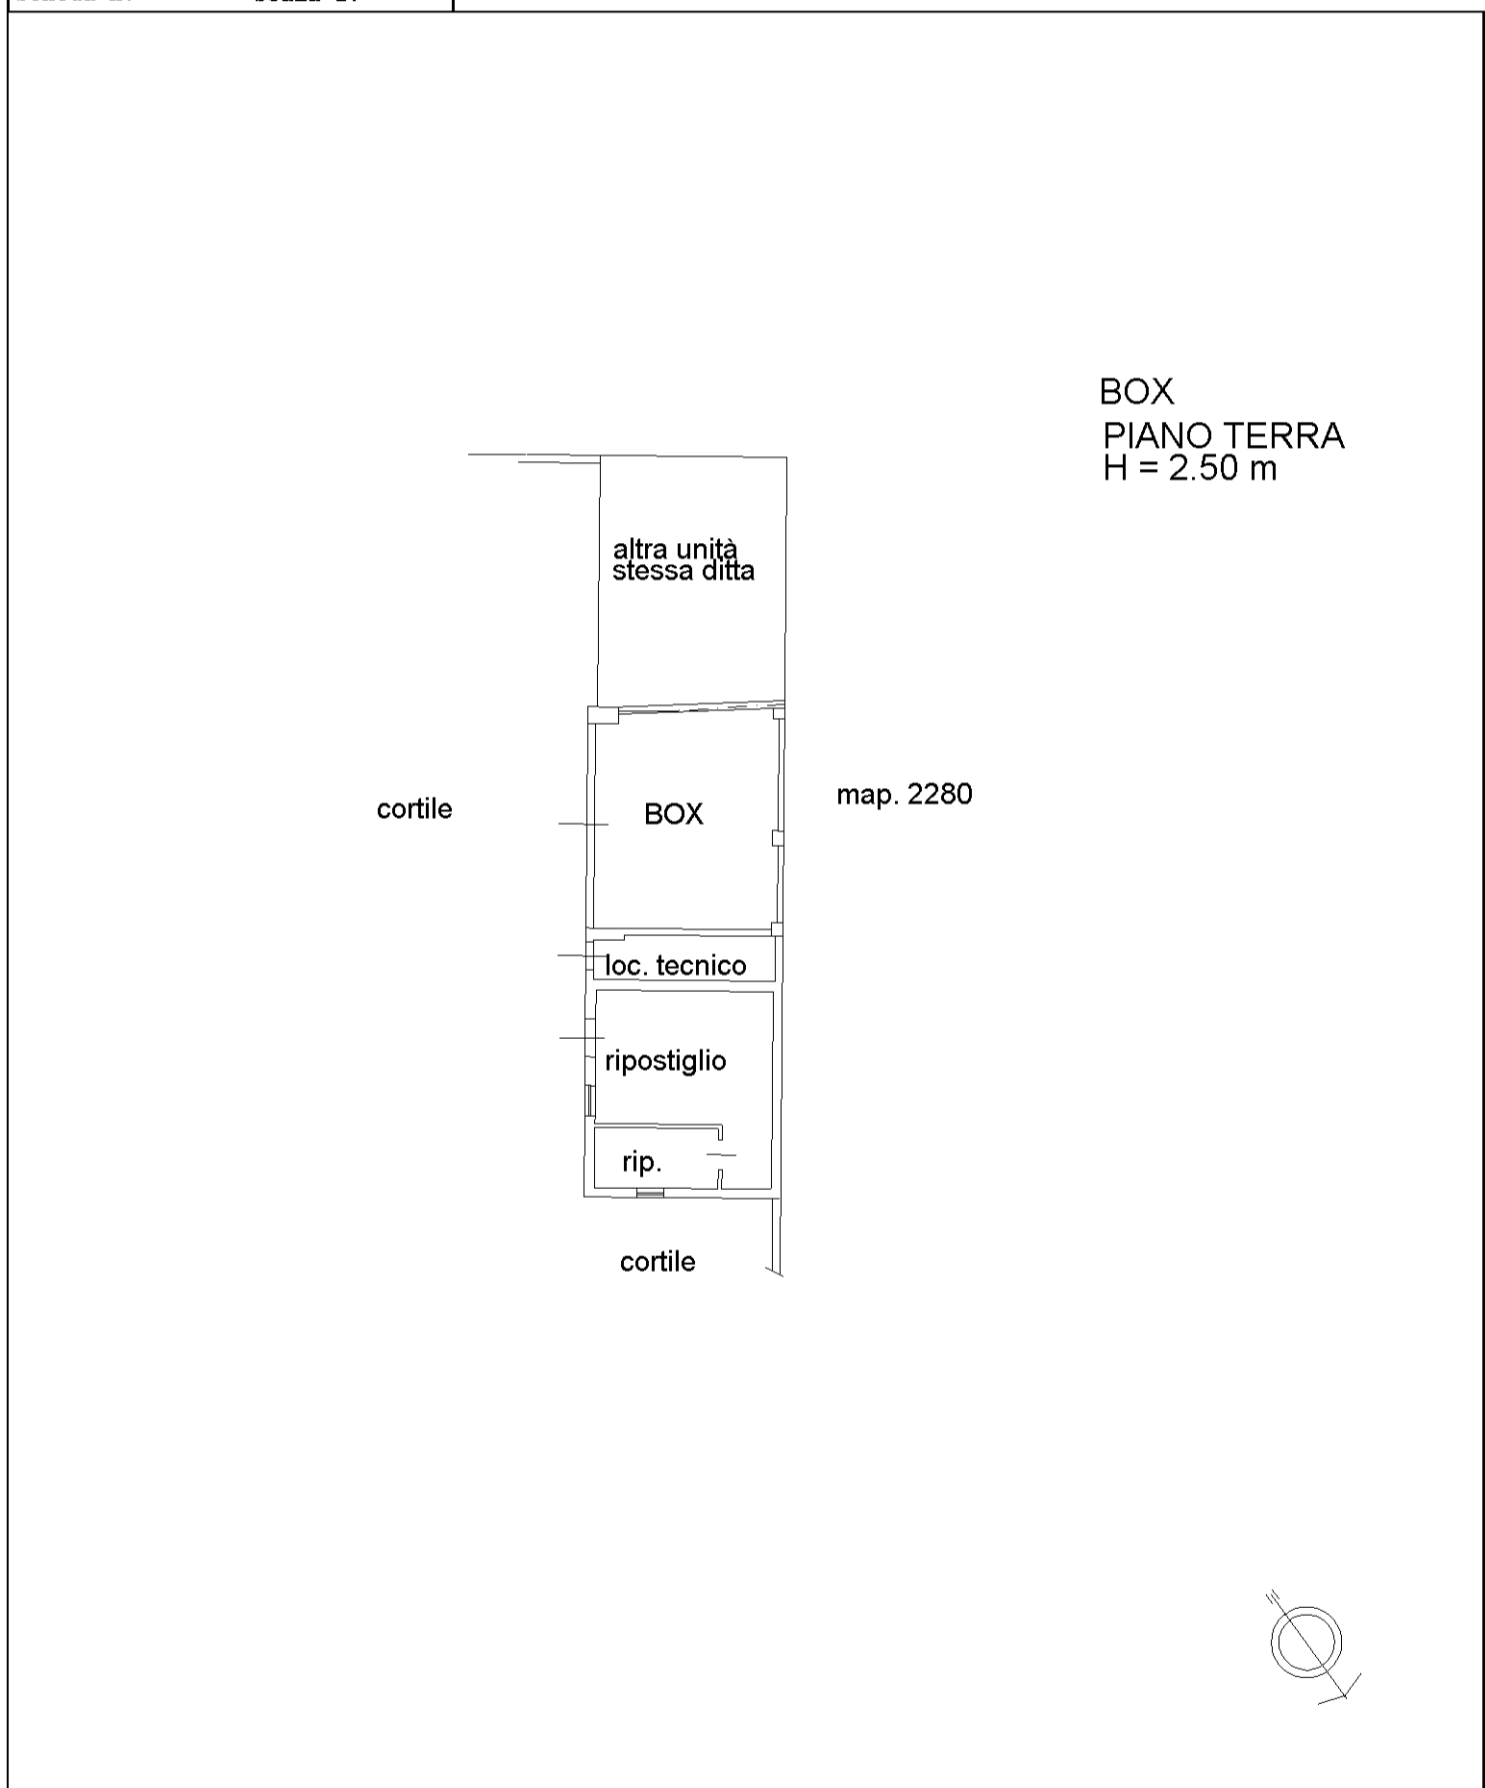 BOX
PIANO TERRA
H = 2.50 m
altra unità
stessa ditta
cortile
BOX
map. 2280
loc. tecnico
ripostiglio
rip.
cortile